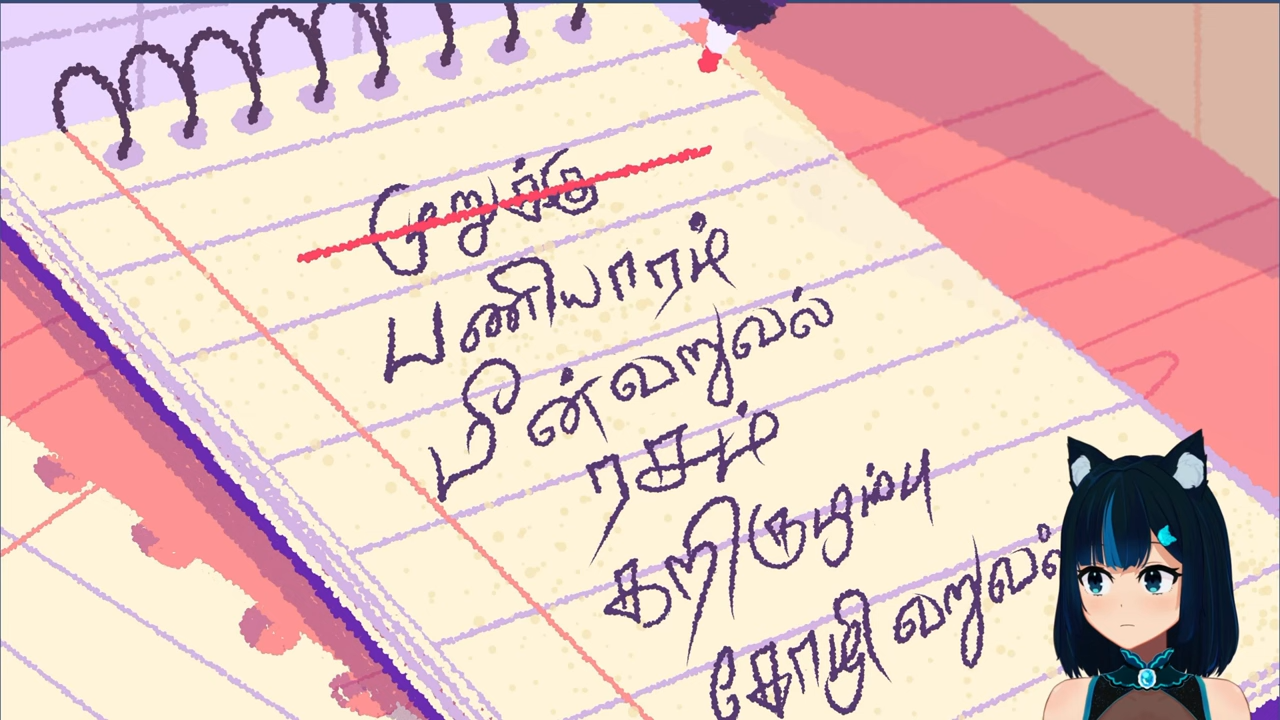 முறுக்கு
பணியாரம்
மீன் வறுவல்
ரசம்
கறிகுழம்பு
கோழி வறுவல்